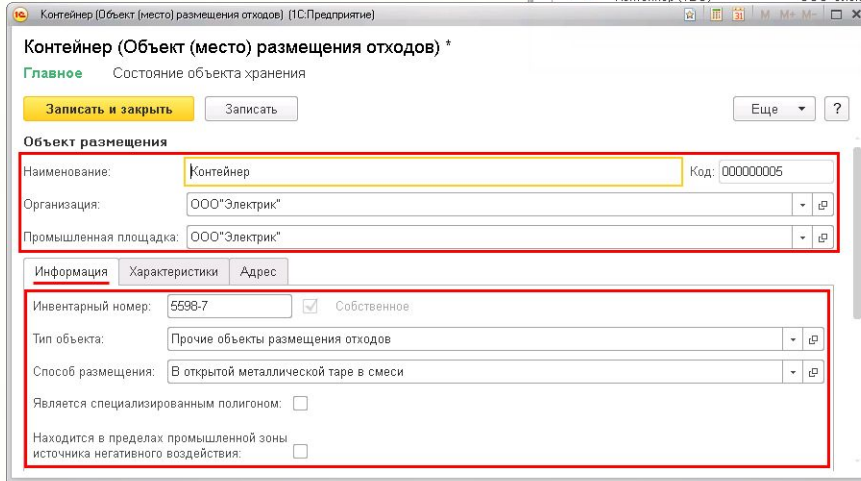 Контейнер (Объект (место) размещения отходов) (1С:Предприятие)
M M+ M-
Контейнер (Объект (место) размещения отходов) *
Главное Состояние объекта хранения
Записать и закрыть Записать Еще ?
Объект размещения
Наименование: Контейнер Код: 000000005
Организация: ООО"Электрик"
Промышленная площадка: ООО"Электрик"
Информация Характеристики Адрес
Инвентарный номер: 5598-7 Собственное
Тип объекта: Прочие объекты размещения отходов
Способ размещения: В открытой металлической таре в смеси
Является специализированным полигоном:
Находится в пределах промышленной зоны
источника негативного воздействия: